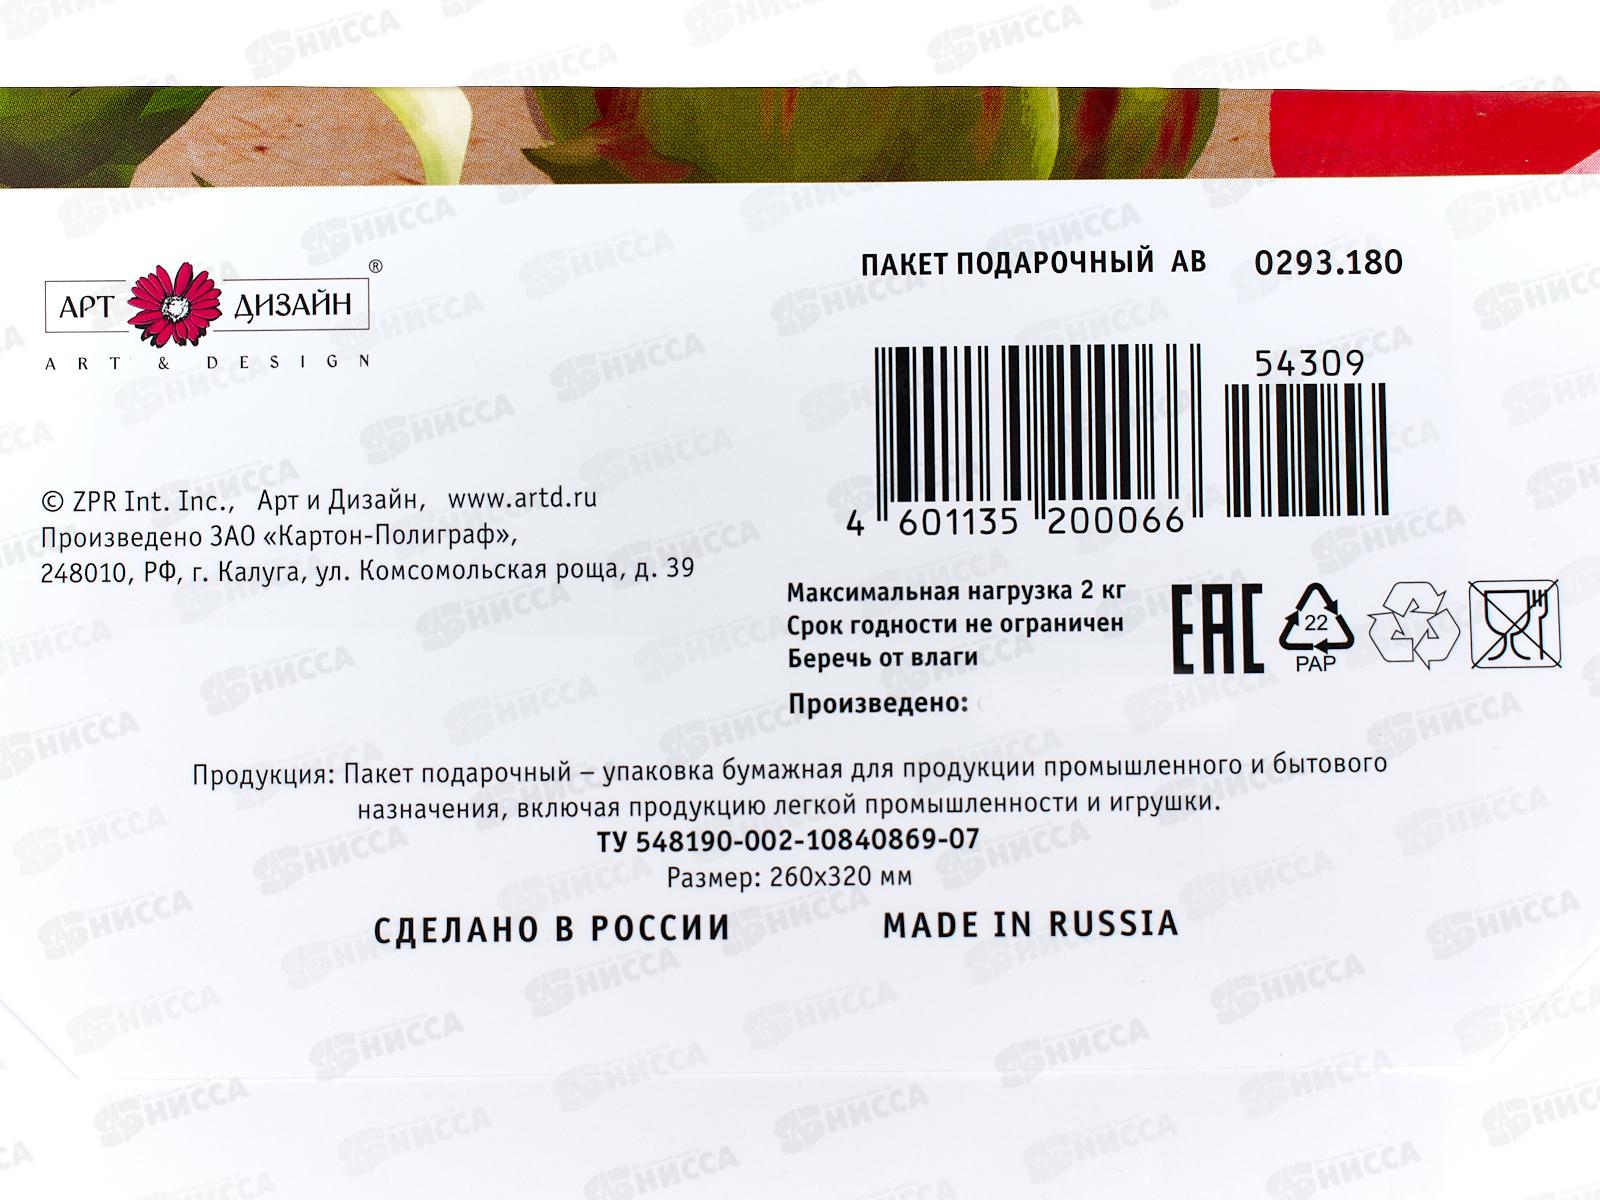 АРТ ДИЗАЙН ®
ART & DESIGN
ПАКЕТ ПОДАРОЧНЫЙ АВ 0293.180
54309
4 601135 200066
© ZPR Int. Inc., Арт и Дизайн, www.artd.ru
Произведено ЗАО «Картон-Полиграф»,
248010, РФ, г. Калуга, ул. Комсомольская роща, д. 39
Максимальная нагрузка 2 кг
Срок годности не ограничен
Беречь от влаги
Произведено:
EAC
22
PAP
Продукция: Пакет подарочный – упаковка бумажная для продукции промышленного и бытового
назначения, включая продукцию легкой промышленности и игрушки.
ТУ 548190-002-10840869-07
Размер: 260х320 мм
СДЕЛАНО В РОССИИ MADE IN RUSSIA
НИССА